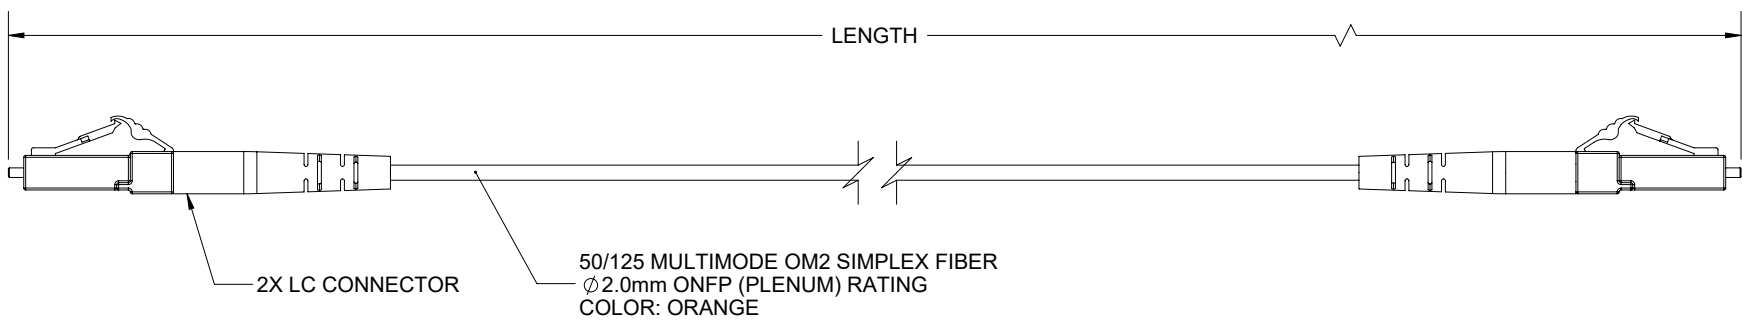 LENGTH
2X LC CONNECTOR
50/125 MULTIMODE OM2 SIMPLEX FIBER
∅2.0mm ONFP (PLENUM) RATING
COLOR: ORANGE